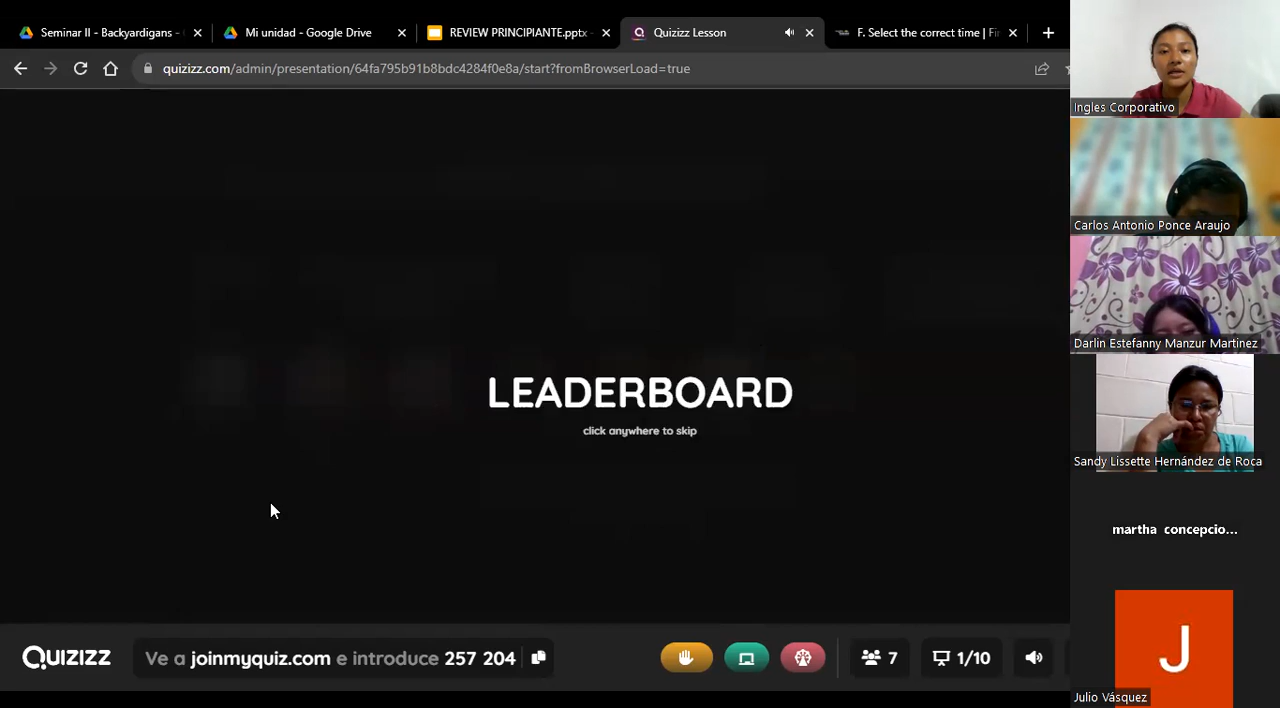 Seminar II - Backyardigans -
Mi unidad - Google Drive
REVIEW PRINCIPIANTE.pptx -
Quizizz Lesson
F. Select the correct time | Fi
quizizz.com/admin/presentation/64fa795b91b8bdc4284f0e8a/start?fromBrowserLoad=true
Ingles Corporativo
Carlos Antonio Ponce Araujo
Darlin Estefanny Manzur Martinez
LEADERBOARD
click anywhere to skip
Sandy Lissette Hernández de Roca
martha concepcio...
J
Julio Vásquez
QUIZIZZ
Ve a joinmyquiz.com e introduce 257 204
7
1/10